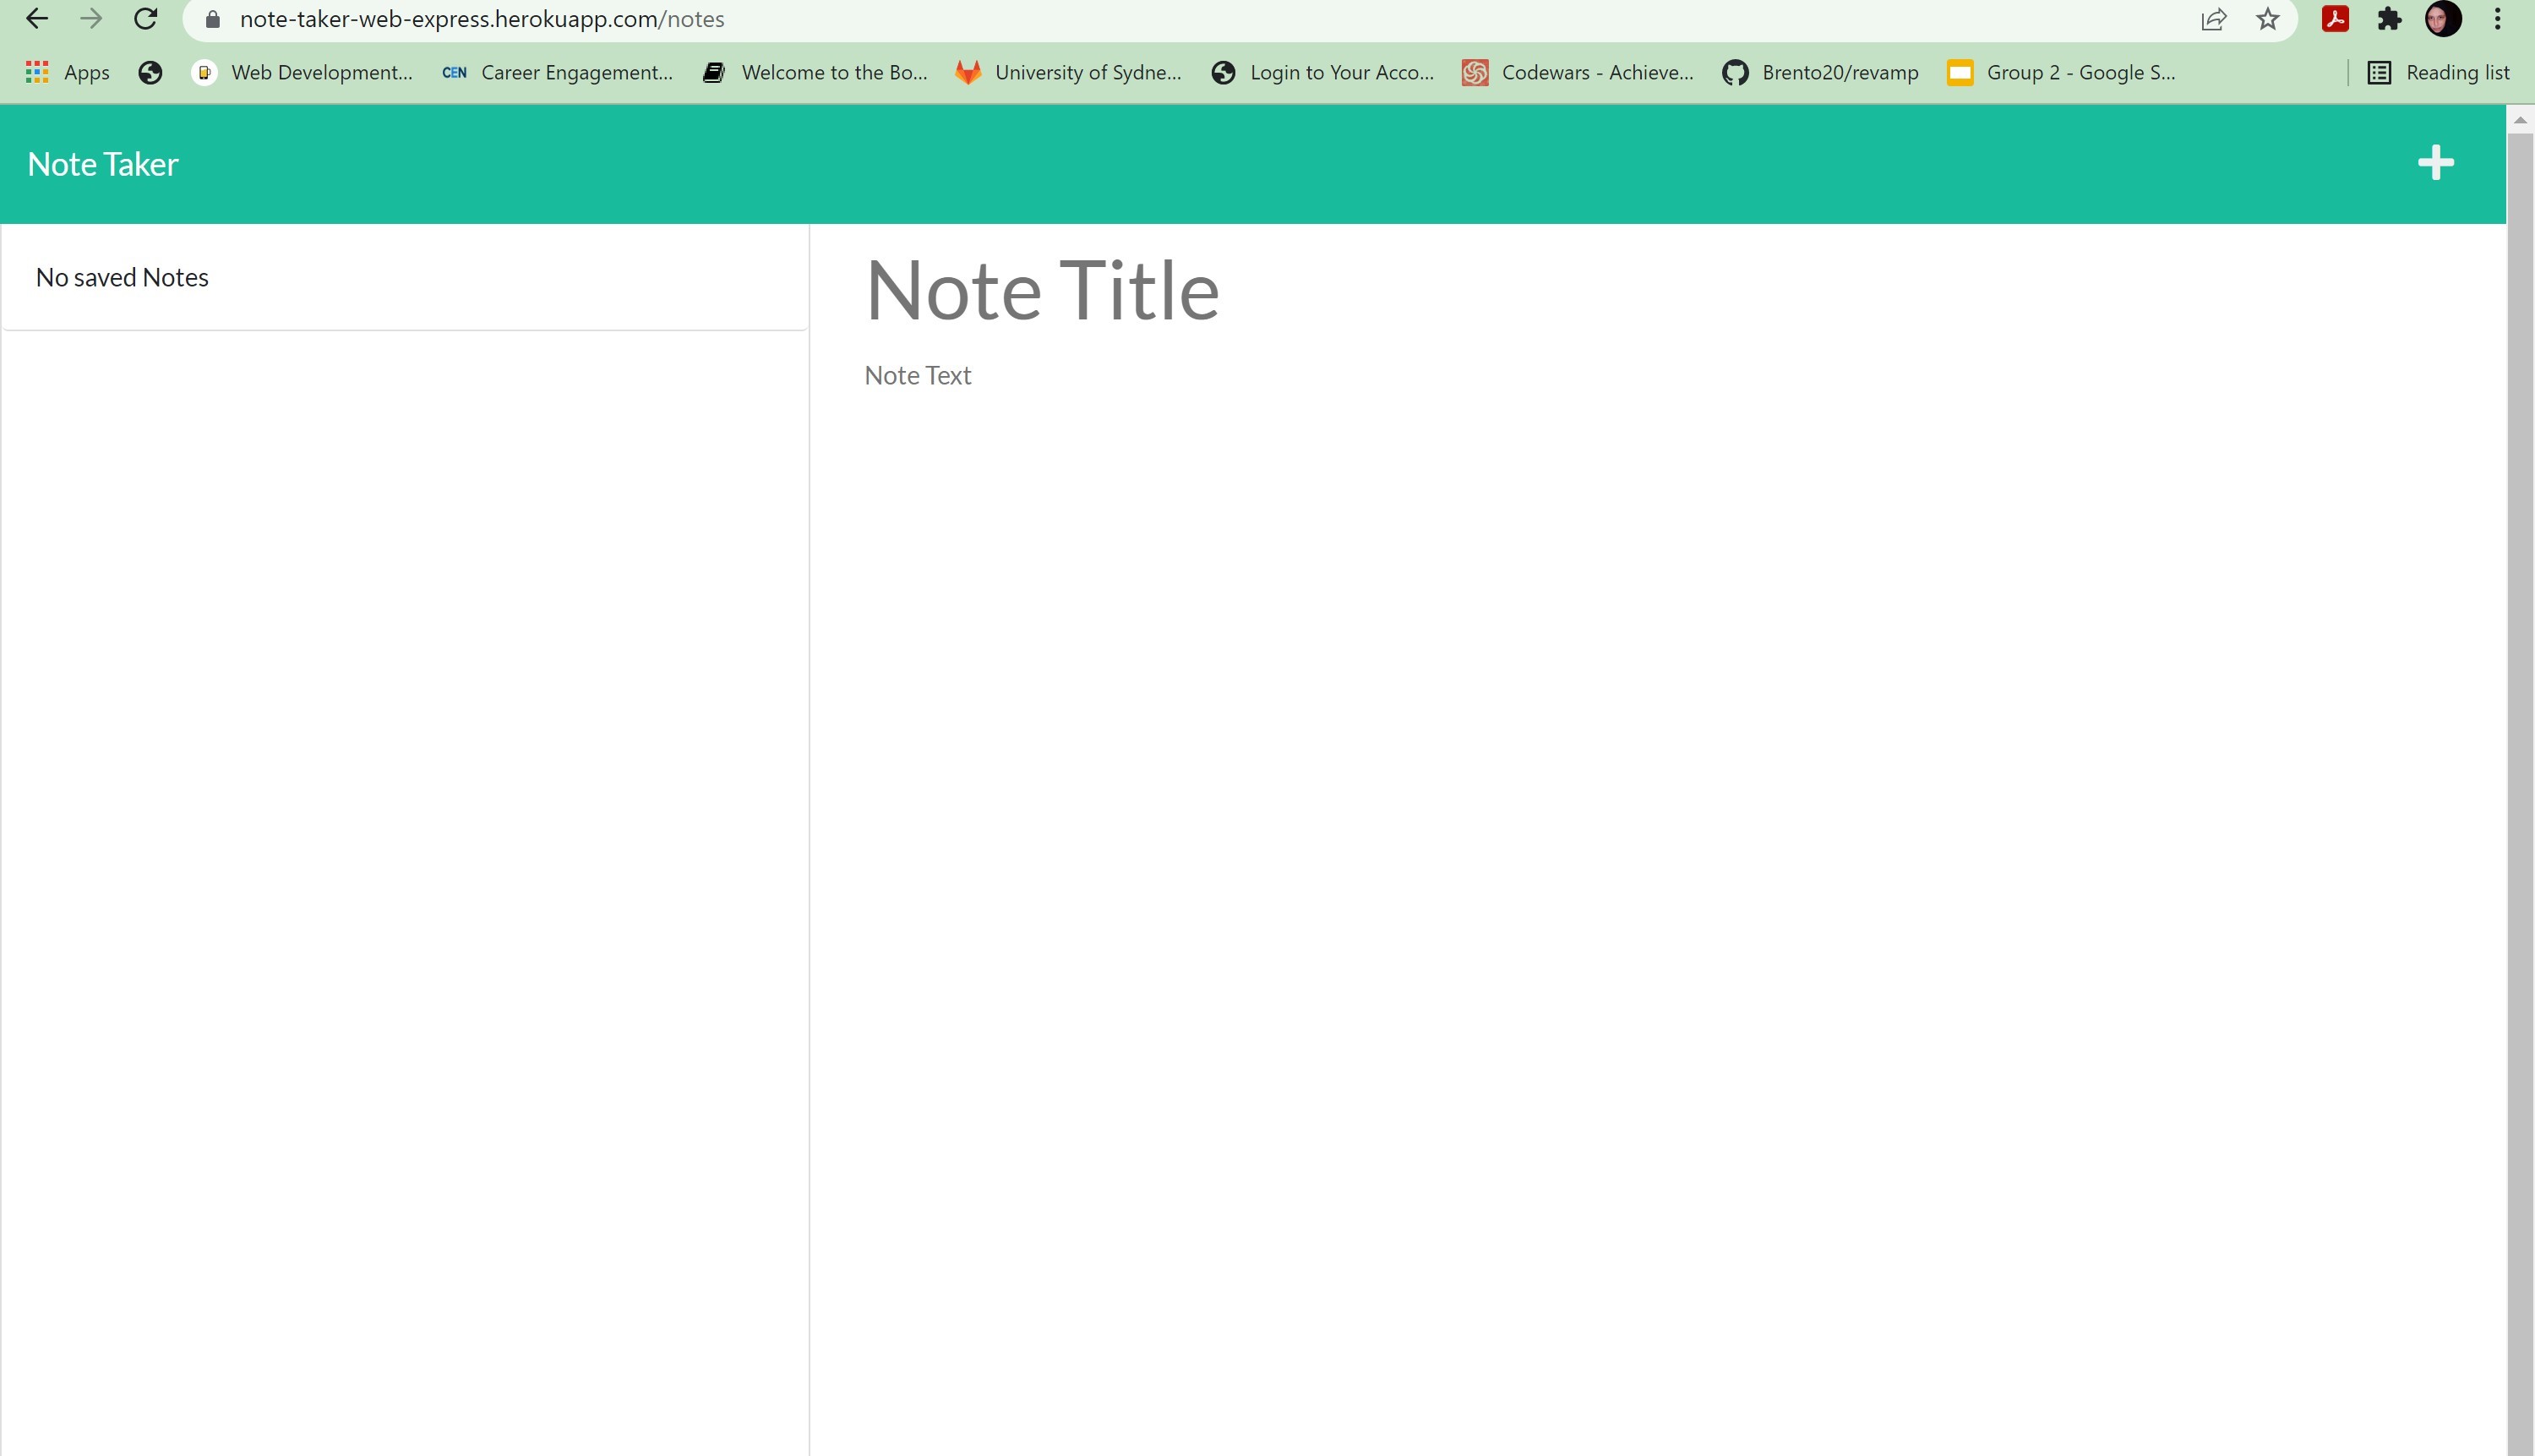 note-taker-web-express.herokuapp.com/notes
Apps Web Development... CEN Career Engagement... Welcome to the Bo... University of Sydne... Login to Your Acco... Codewars - Achieve... Brento20/revamp Group 2 - Google S... Reading list
Note Taker
No saved Notes
Note Title
Note Text